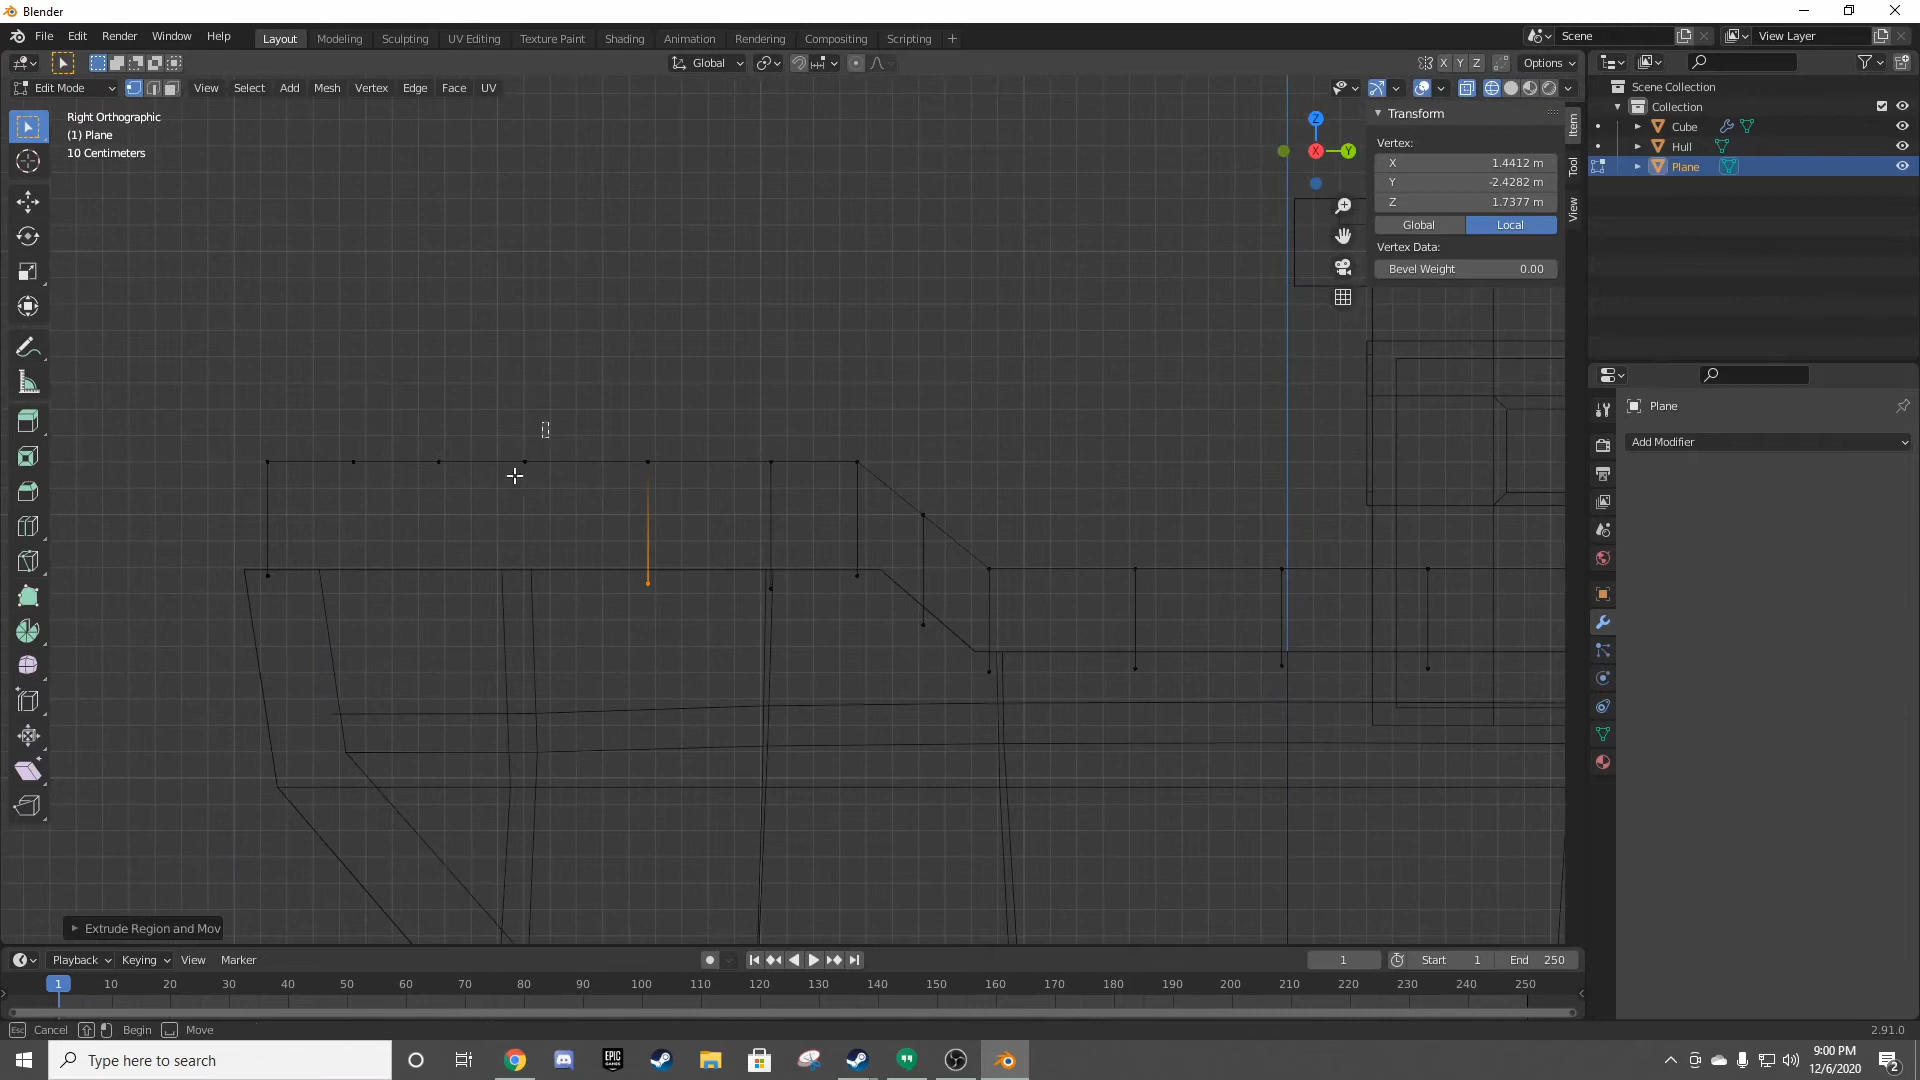 Blender
File Edit Render Window Help
Layout Modeling Sculpting UV Editing Texture Paint Shading Animation Rendering Compositing Scripting +
Scene
View Layer
Global
X Y Z
Options
Edit Mode
View Select Add Mesh Vertex Edge Face UV
Right Orthographic
(1) Plane
10 Centimeters
Z
X
Y
Transform
Vertex:
X 1.4412 m
Y -2.4282 m
Z 1.7377 m
Global Local
Vertex Data:
Bevel Weight 0.00
Item
Tool
View
Scene Collection
Collection
Cube
Hull
Plane
Plane
Add Modifier
Extrude Region and Mov
Playback Keying View Marker
1
Start 1
End 250
1 10 20 30 40 50 60 70 80 90 100 110 120 130 140 150 160 170 180 190 200 210 220 230 240 250
Esc Cancel Begin Move
2.91.0
Type here to search
EPIC GAMES
9:00 PM
12/6/2020
2